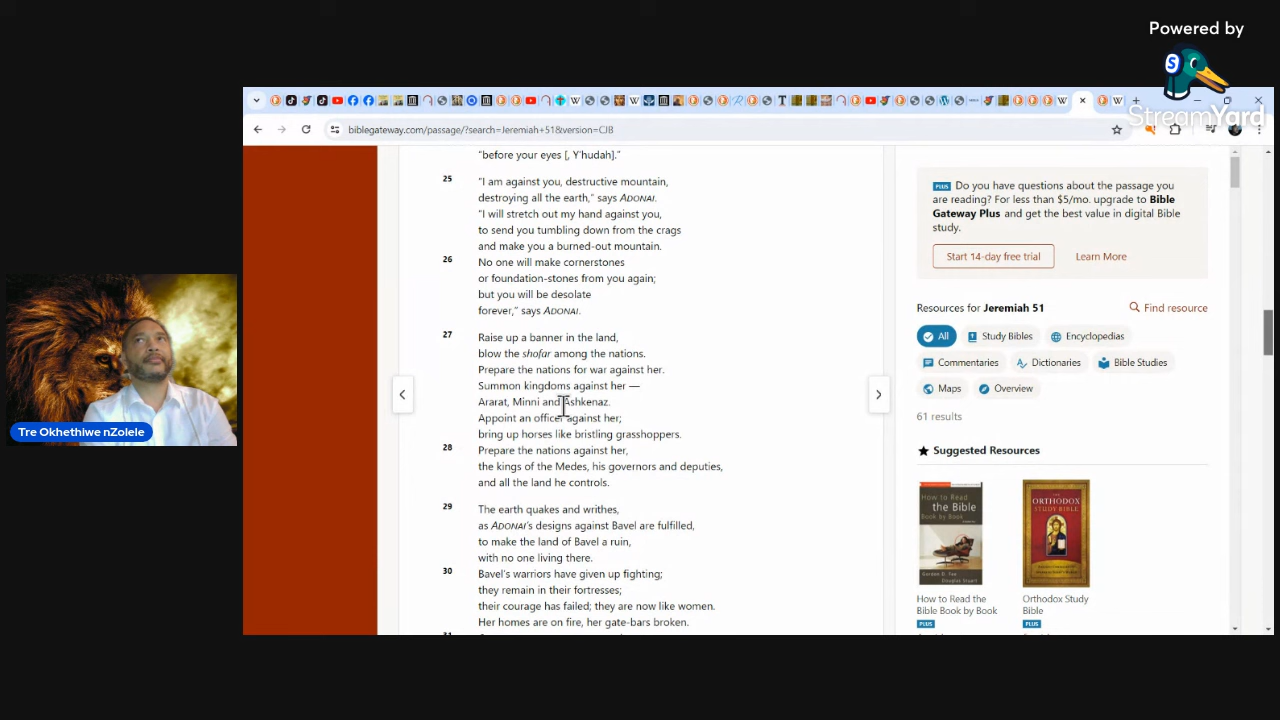 Powered by
StreamYard
biblegateway.com/passage/?search=Jeremiah+51&version=CJB
"before your eyes [, Y'hudah]."
25 "I am against you, destructive mountain,
destroying all the earth," says ADONAI.
"I will stretch out my hand against you,
to send you tumbling down from the crags
and make you a burned-out mountain.
26 No one will make cornerstones
or foundation-stones from you again;
but you will be desolate
forever," says ADONAI.
27 Raise up a banner in the land,
blow the shofar among the nations.
Prepare the nations for war against her.
Summon kingdoms against her —
Ararat, Minni and Ashkenaz.
Appoint an officer against her;
bring up horses like bristling grasshoppers.
28 Prepare the nations against her,
the kings of the Medes, his governors and deputies,
and all the land he controls.
29 The earth quakes and writhes,
as ADONAI's designs against Bavel are fulfilled,
to make the land of Bavel a ruin,
with no one living there.
30 Bavel's warriors have given up fighting;
they remain in their fortresses;
their courage has failed; they are now like women.
Her homes are on fire, her gate-bars broken.
PLUS Do you have questions about the passage you
are reading? For less than $5/mo. upgrade to Bible
Gateway Plus and get the best value in digital Bible
study.
Start 14-day free trial Learn More
Resources for Jeremiah 51 Find resource
All Study Bibles Encyclopedias
Commentaries Dictionaries Bible Studies
Maps Overview
61 results
Suggested Resources
How to Read
the Bible
Book by Book
THE
ORTHODOX
STUDY BIBLE
How to Read the
Bible Book by Book
PLUS
Orthodox Study
Bible
PLUS
Tre Okhethiwe nZolele